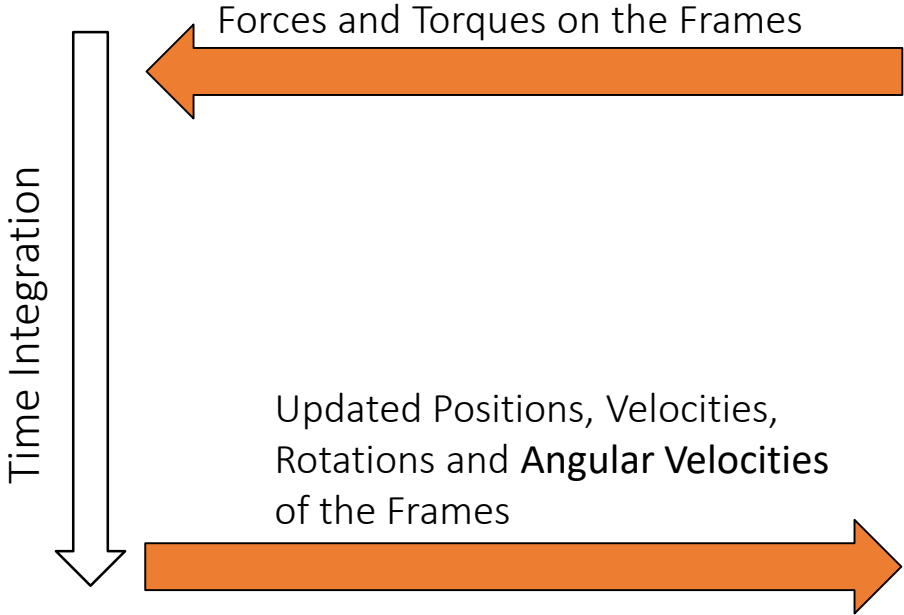 Forces and Torques on the Frames
Time Integration
Updated Positions, Velocities,
Rotations and Angular Velocities
of the Frames